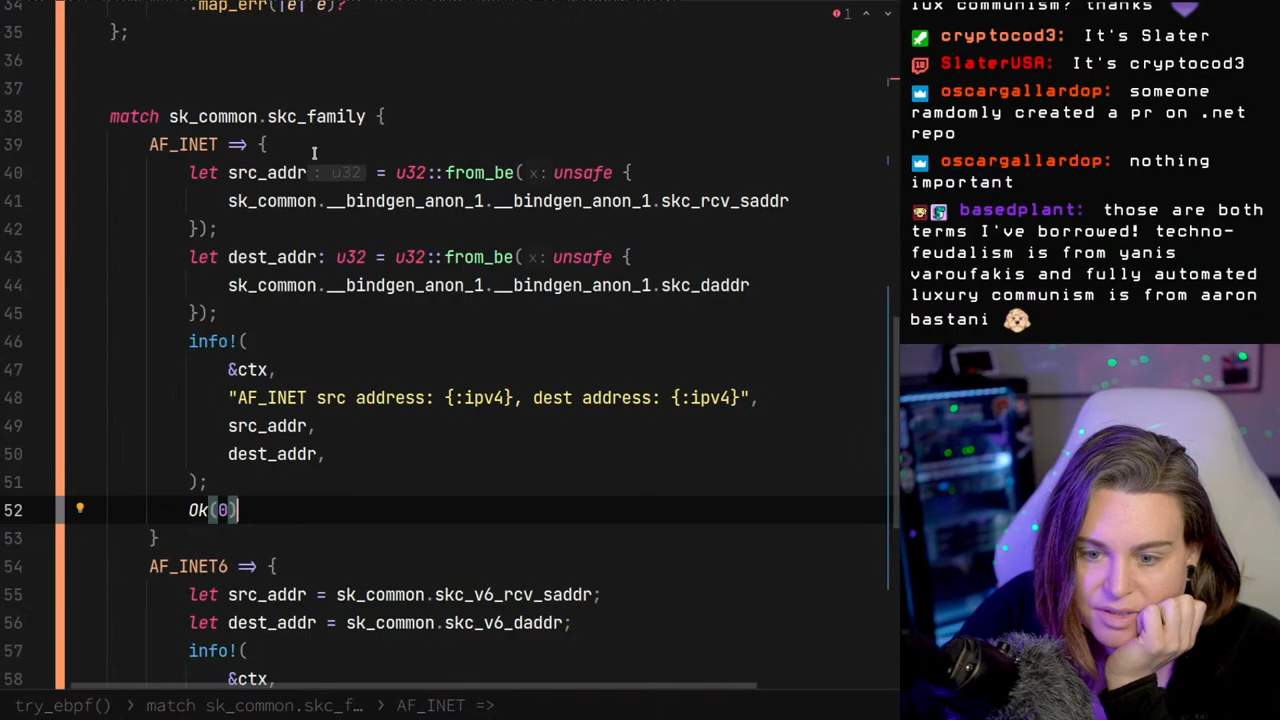 34 .map_err(|e| e)?
35 };
36
37
38 match sk_common.skc_family {
39 AF_INET => {
40 let src_addr: u32 = u32::from_be( x: unsafe {
41 sk_common.__bindgen_anon_1.__bindgen_anon_1.skc_rcv_saddr
42 });
43 let dest_addr: u32 = u32::from_be( x: unsafe {
44 sk_common.__bindgen_anon_1.__bindgen_anon_1.skc_daddr
45 });
46 info!(
47 &ctx,
48 "AF_INET src address: {:ipv4}, dest address: {:ipv4}",
49 src_addr,
50 dest_addr,
51 );
52 Ok(0)
53 }
54 AF_INET6 => {
55 let src_addr = sk_common.skc_v6_rcv_saddr;
56 let dest_addr = sk_common.skc_v6_daddr;
57 info!(
58 &ctx,
try_ebpf() > match sk_common.skc_f… > AF_INET =>
1
lux communism? thanks
cryptocod3: It's Slater
SlaterUSA: It's cryptocod3
oscargallardop: someone
ramdomly created a pr on .net
repo
oscargallardop: nothing
important
basedplant: those are both
terms I've borrowed! techno-
feudalism is from yanis
varoufakis and fully automated
luxury communism is from aaron
bastani